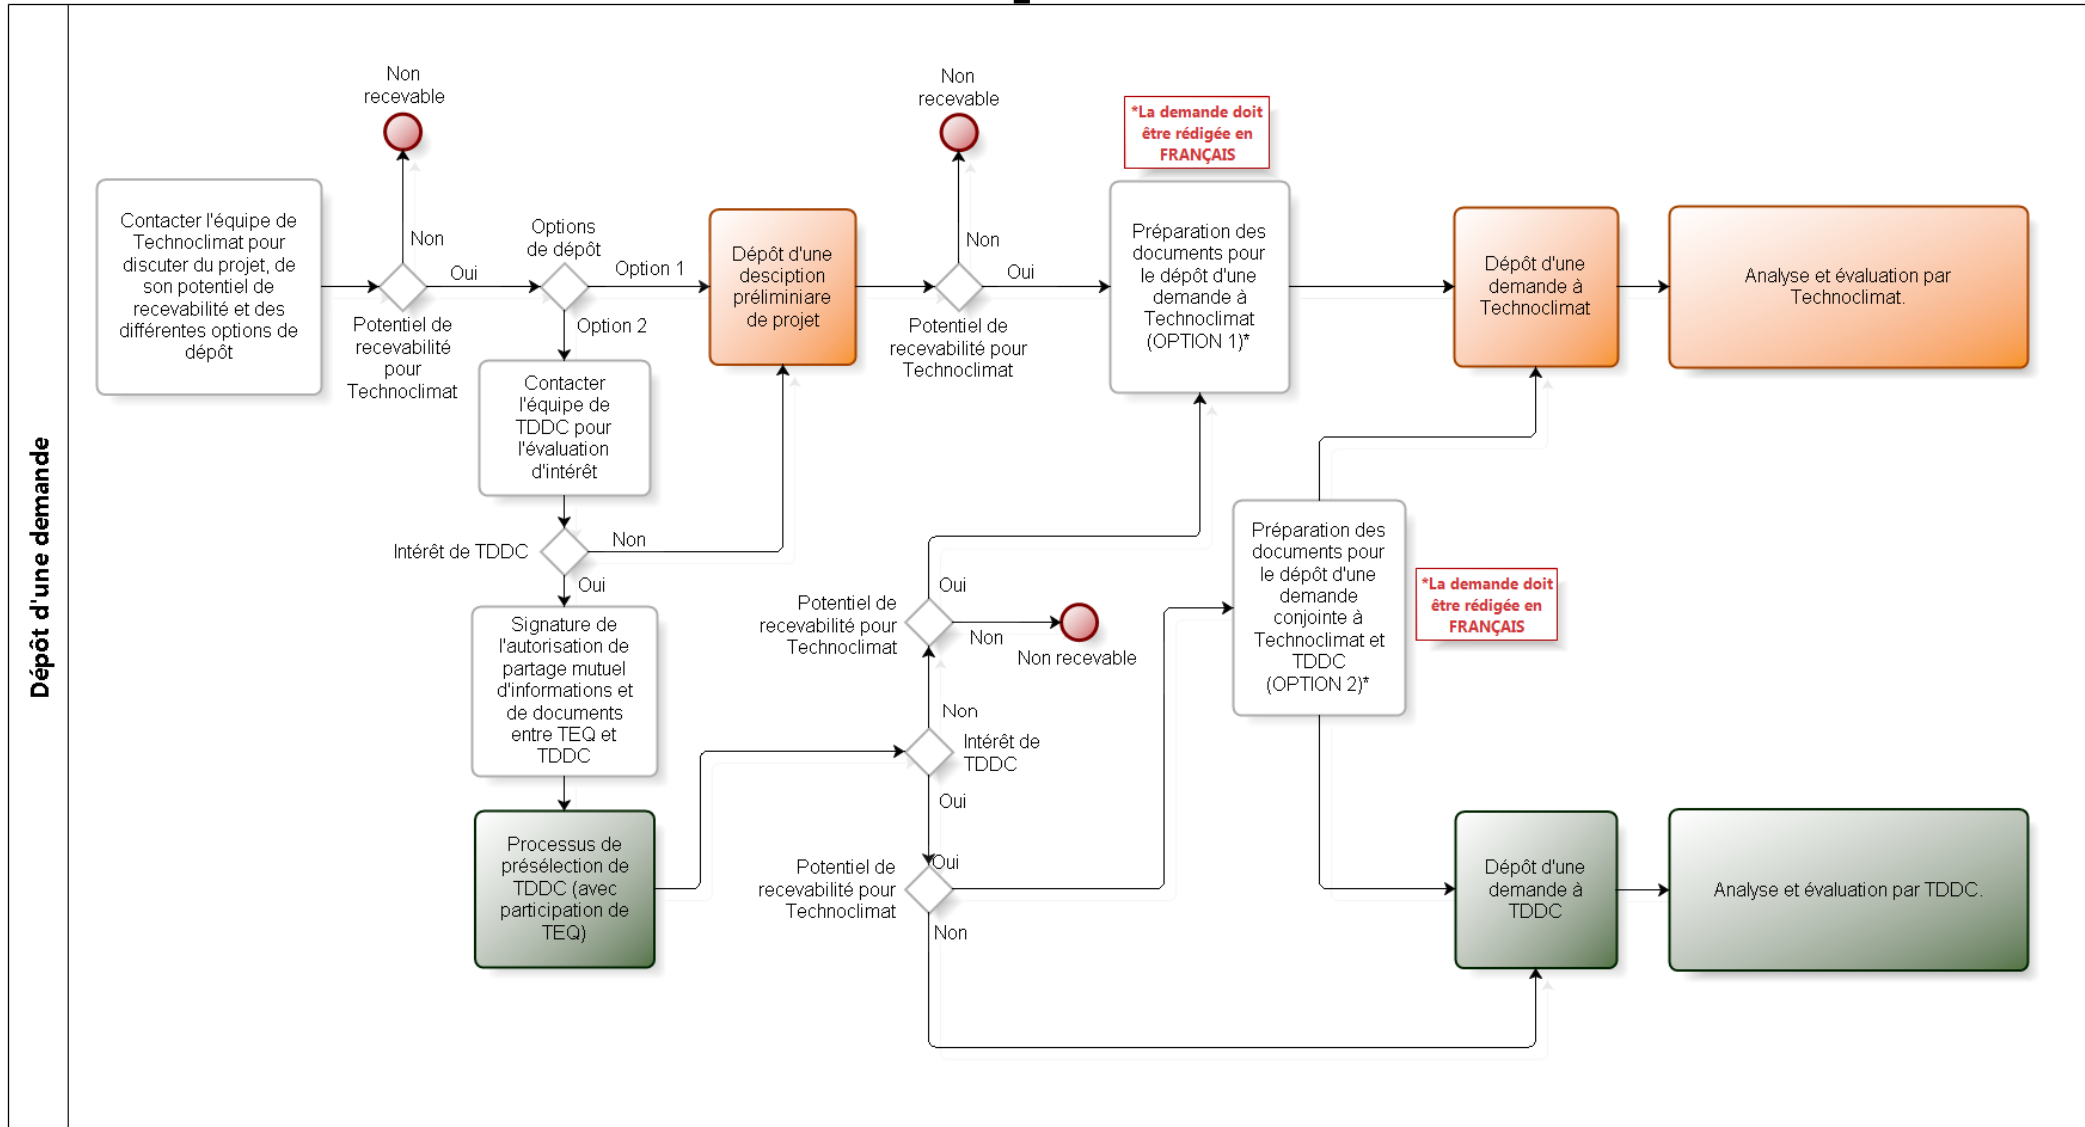 Dépôt d'une demande
Non
recevable
Contacter l'équipe de
Technoclimat pour
discuter du projet, de
son potentiel de
recevabilité et des
différentes options de
dépôt
Non
Oui
Potentiel de
recevabilité
pour
Technoclimat
Options
de dépôt
Option 1
Option 2
Dépôt d'une
desciption
préliminiare
de projet
Non
recevable
Non
Oui
Potentiel de
recevabilité pour
Technoclimat
*La demande doit
être rédigée en
FRANÇAIS
Préparation des
documents pour
le dépôt d'une
demande à
Technoclimat
(OPTION 1)*
Dépôt d'une
demande à
Technoclimat
Analyse et évaluation par
Technoclimat.
Contacter
l'équipe de
TDDC pour
l'évaluation
d'intérêt
Intérêt de TDDC
Non
Oui
Signature de
l'autorisation de
partage mutuel
d'informations et
de documents
entre TEQ et
TDDC
Processus de
présélection de
TDDC (avec
participation de
TEQ)
Potentiel de
recevabilité pour
Technoclimat
Oui
Non
Non recevable
Non
Intérêt de
TDDC
Oui
Potentiel de
recevabilité pour
Technoclimat
Oui
Non
Préparation des
documents pour
le dépôt d'une
demande
conjointe à
Technoclimat et
TDDC
(OPTION 2)*
*La demande doit
être rédigée en
FRANÇAIS
Dépôt d'une
demande à
TDDC
Analyse et évaluation par TDDC.